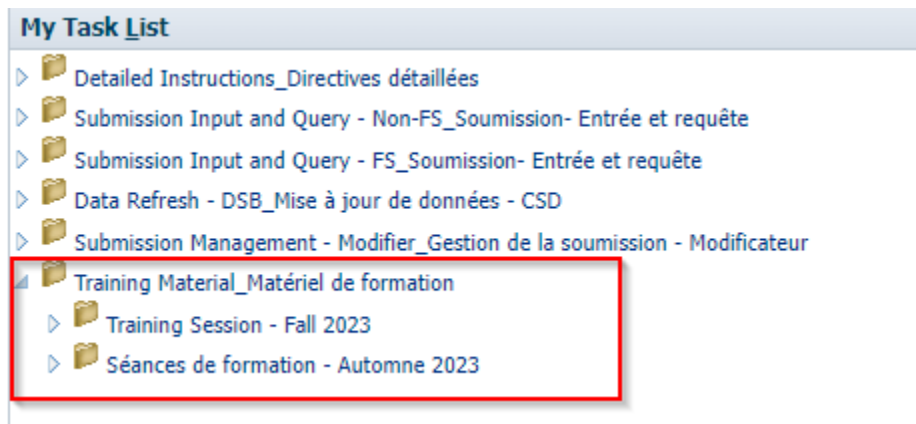 My Task List
Detailed Instructions_Directives détaillées
Submission Input and Query - Non-FS_Soumission- Entrée et requête
Submission Input and Query - FS_Soumission- Entrée et requête
Data Refresh - DSB_Mise à jour de données - CSD
Submission Management - Modifier_Gestion de la soumission - Modificateur
Training Material_Matériel de formation
Training Session - Fall 2023
Séances de formation - Automne 2023